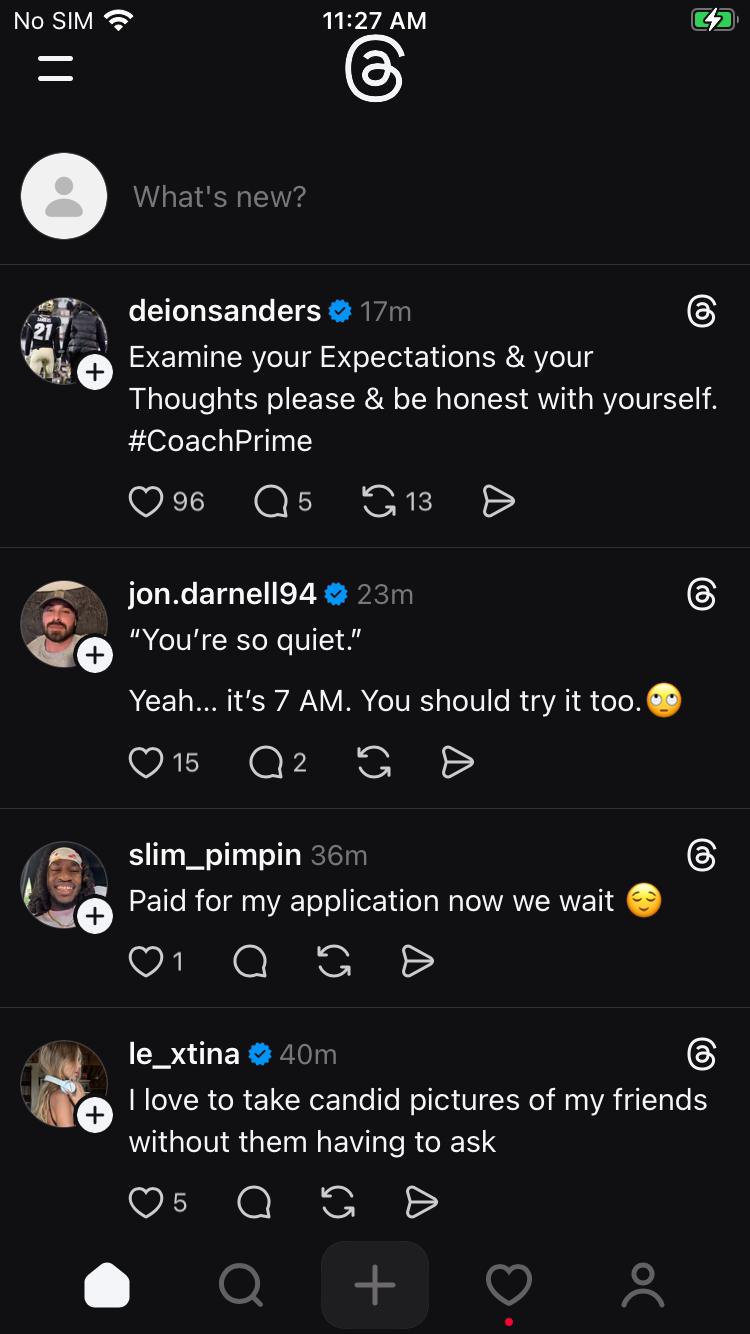 No SIM 11:27 AM
What's new?
deionsanders 17m
Examine your Expectations & your
Thoughts please & be honest with yourself.
#CoachPrime
96 5 13
jon.darnell94 23m
“You’re so quiet.”
Yeah... it’s 7 AM. You should try it too.🙄
15 2
slim_pimpin 36m
Paid for my application now we wait 😌
1
le_xtina 40m
I love to take candid pictures of my friends
without them having to ask
5